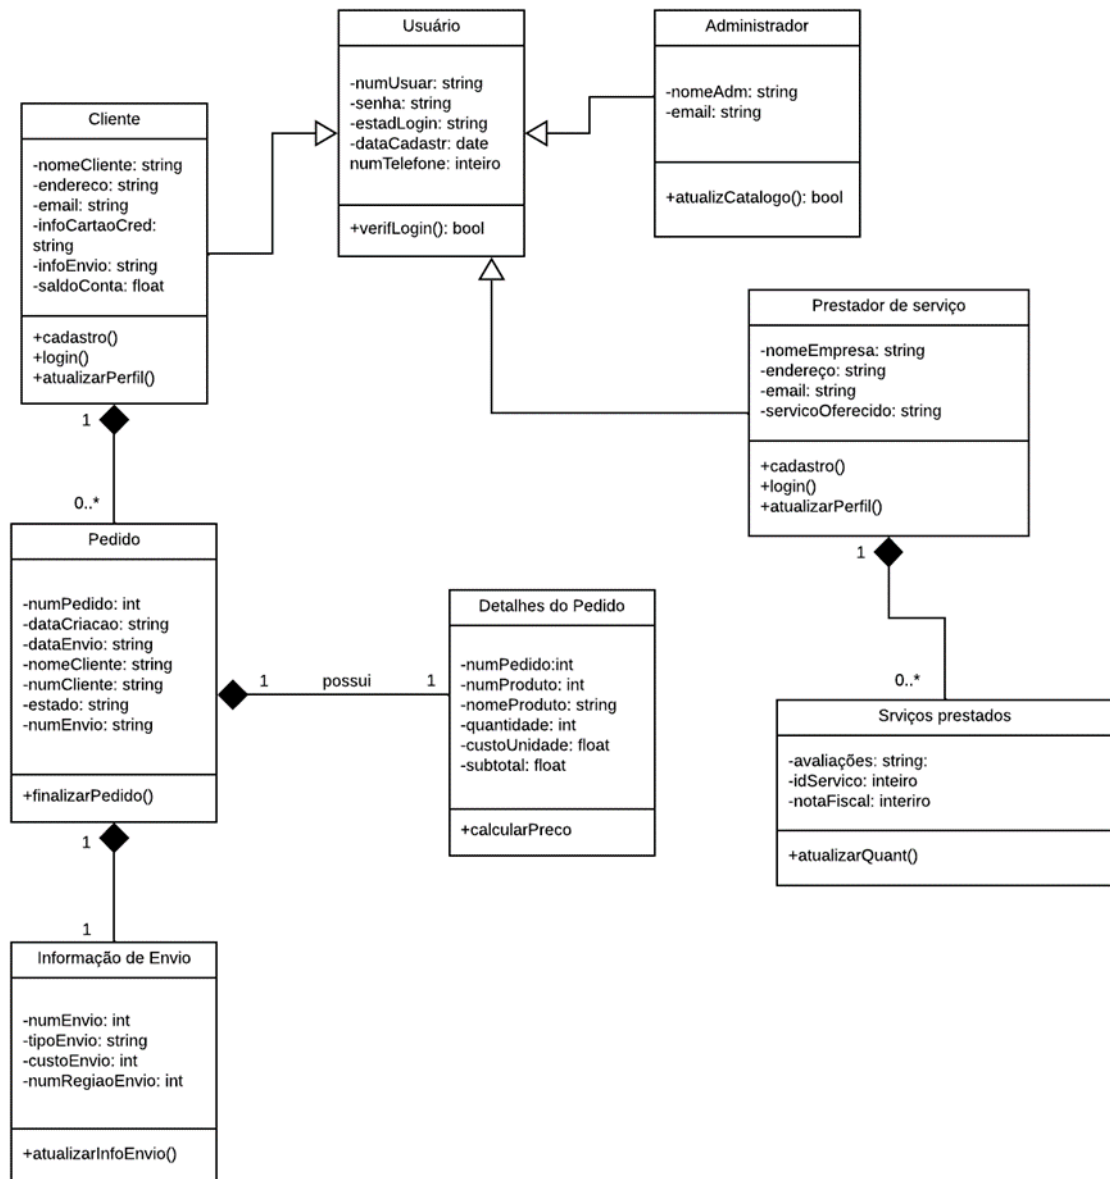 Usuário
-numUsuar: string
-senha: string
-estadLogin: string
-dataCadastr: date
numTelefone: inteiro
+verifLogin(): bool
Administrador
-nomeAdm: string
-email: string
+atualizCatalogo(): bool
Cliente
-nomeCliente: string
-endereco: string
-email: string
-infoCartaoCred:
string
-infoEnvio: string
-saldoConta: float
+cadastro()
+login()
+atualizarPerfil()
1
0..*
Prestador de serviço
-nomeEmpresa: string
-endereço: string
-email: string
-servicoOferecido: string
+cadastro()
+login()
+atualizarPerfil()
1
0..*
Pedido
-numPedido: int
-dataCriacao: string
-dataEnvio: string
-nomeCliente: string
-numCliente: string
-estado: string
-numEnvio: string
+finalizarPedido()
1 possui 1
Detalhes do Pedido
-numPedido:int
-numProduto: int
-nomeProduto: string
-quantidade: int
-custoUnidade: float
-subtotal: float
+calcularPreco
Srviços prestados
-avaliações: string:
-idServico: inteiro
-notaFiscal: interiro
+atualizarQuant()
1
1
Informação de Envio
-numEnvio: int
-tipoEnvio: string
-custoEnvio: int
-numRegiaoEnvio: int
+atualizarInfoEnvio()